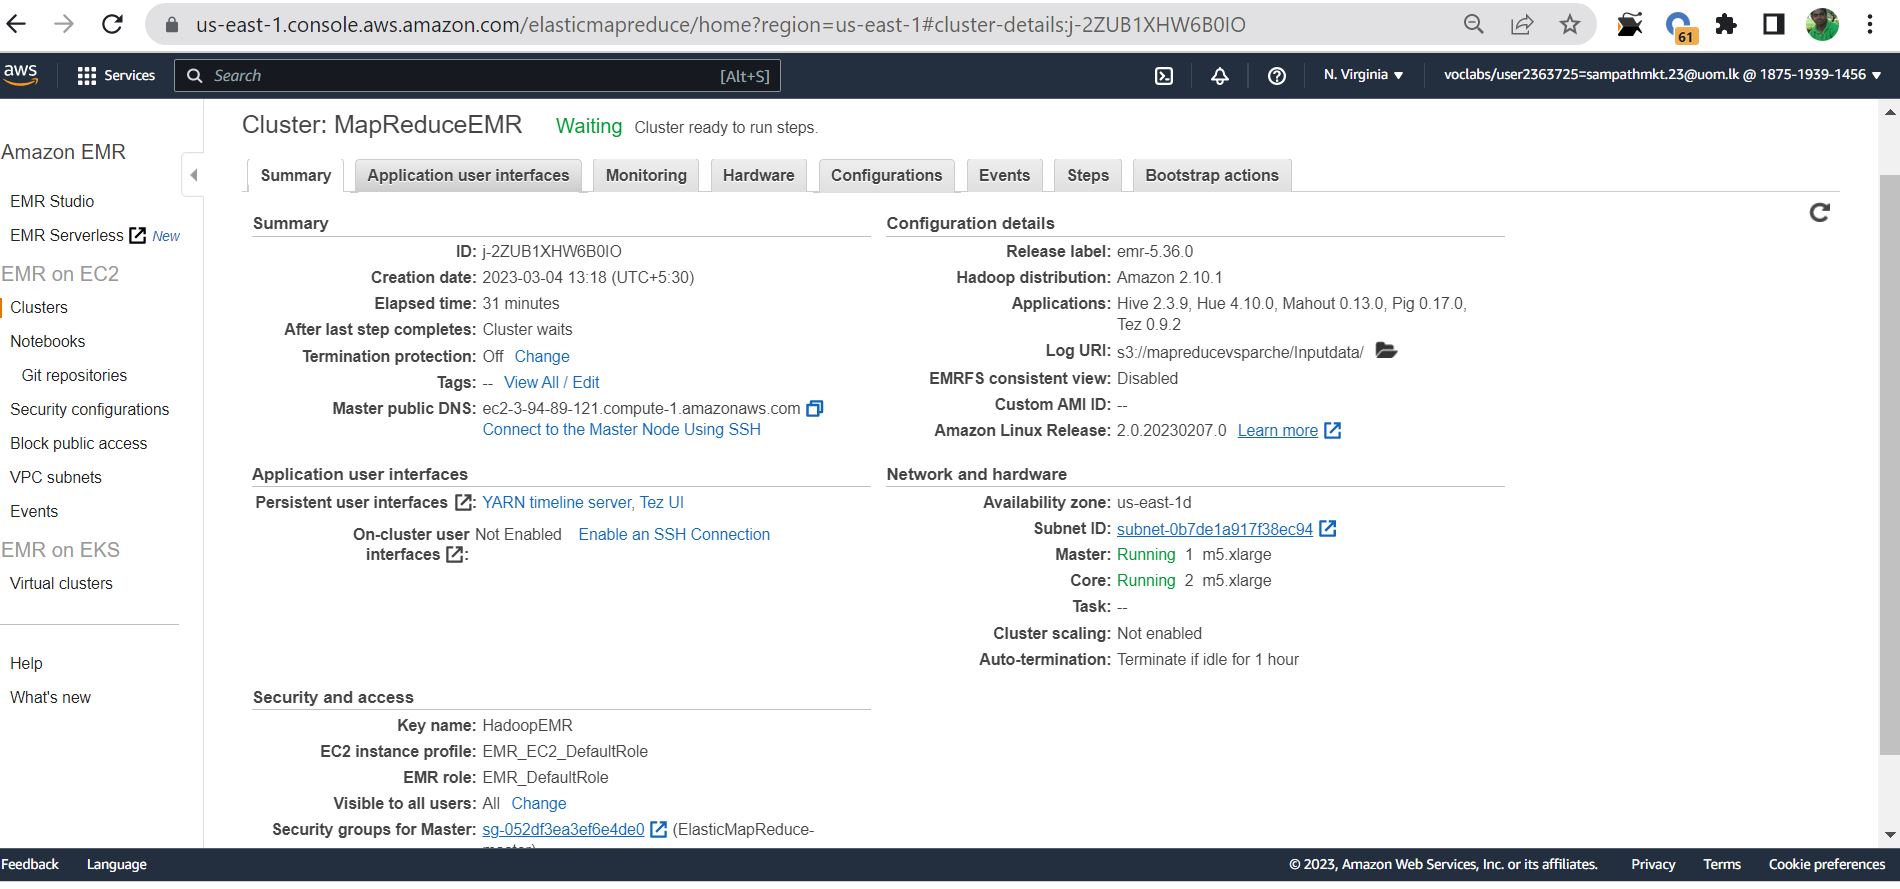 us-east-1.console.aws.amazon.com/elasticmapreduce/home?region=us-east-1#cluster-details:j-2ZUB1XHW6B0IO
61
aws
Services
Search
[Alt+S]
N. Virginia
voclabs/user2363725=sampathmkt.23@uom.lk @ 1875-1939-1456
Amazon EMR
EMR Studio
EMR Serverless New
EMR on EC2
Clusters
Notebooks
Git repositories
Security configurations
Block public access
VPC subnets
Events
EMR on EKS
Virtual clusters
Help
What's new
Cluster: MapReduceEMR Waiting Cluster ready to run steps.
Summary Application user interfaces Monitoring Hardware Configurations Events Steps Bootstrap actions
Summary
ID: j-2ZUB1XHW6B0IO
Creation date: 2023-03-04 13:18 (UTC+5:30)
Elapsed time: 31 minutes
After last step completes: Cluster waits
Termination protection: Off Change
Tags: -- View All / Edit
Master public DNS: ec2-3-94-89-121.compute-1.amazonaws.com
Connect to the Master Node Using SSH
Configuration details
Release label: emr-5.36.0
Hadoop distribution: Amazon 2.10.1
Applications: Hive 2.3.9, Hue 4.10.0, Mahout 0.13.0, Pig 0.17.0,
Tez 0.9.2
Log URI: s3://mapreducevsparche/Inputdata/
EMRFS consistent view: Disabled
Custom AMI ID: --
Amazon Linux Release: 2.0.20230207.0 Learn more
Application user interfaces
Persistent user interfaces : YARN timeline server, Tez UI
On-cluster user Not Enabled Enable an SSH Connection
interfaces :
Network and hardware
Availability zone: us-east-1d
Subnet ID: subnet-0b7de1a917f38ec94
Master: Running 1 m5.xlarge
Core: Running 2 m5.xlarge
Task: --
Cluster scaling: Not enabled
Auto-termination: Terminate if idle for 1 hour
Security and access
Key name: HadoopEMR
EC2 instance profile: EMR_EC2_DefaultRole
EMR role: EMR_DefaultRole
Visible to all users: All Change
Security groups for Master: sg-052df3ea3ef6e4de0 (ElasticMapReduce-
Feedback Language
© 2023, Amazon Web Services, Inc. or its affiliates. Privacy Terms Cookie preferences